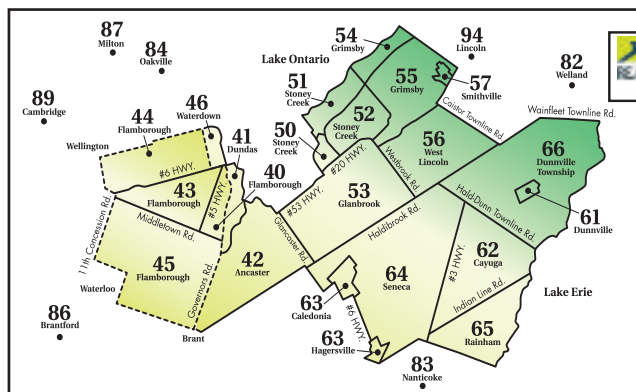 87
Milton
84
Oakville
54
Grimsby
94
Lincoln
82
Welland
Lake Ontario
55
Grimsby
57
Smithville
89
Cambridge
44
Flamborough
46
Waterdown
51
Stoney
Creek
52
Stoney
Creek
Caistor Townline Rd.
Wainfleet Townline Rd.
Wellington
#6 HWY.
41
Dundas
50
Stoney
Creek
#20 HWY.
56
West
Lincoln
66
Dunnville
Township
43
Flamborough
#5 HWY.
40
Flamborough
Westbrook Rd.
53
Glanbrook
#53 HWY.
61
Dunnville
11th Concession Rd.
Middletown Rd.
Glancaster Rd.
Haldibrook Rd.
Hald-Dunn Townline Rd.
45
Flamborough
Governors Rd.
42
Ancaster
62
Cayuga
#3 HWY.
64
Seneca
Indian Line Rd.
Lake Erie
Waterloo
63
Caledonia
#6 HWY.
86
Brantford
Brant
63
Hagersville
65
Rainham
83
Nanticoke